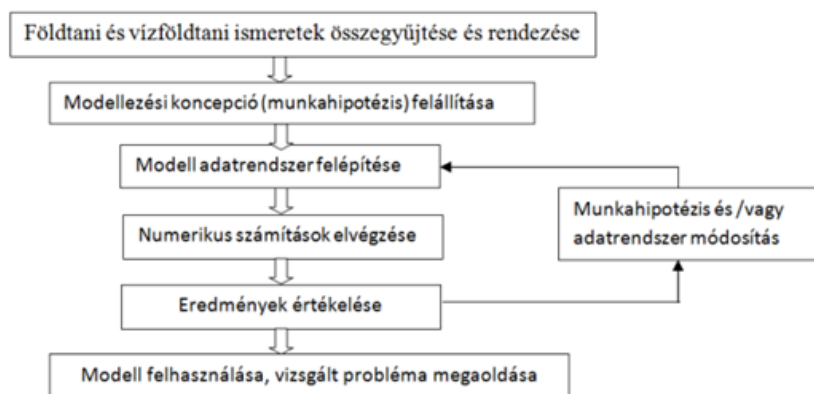 Földtani és vízföldtani ismeretek összegyűjtése és rendezése
Modellezési koncepció (munkahipotézis) felállítása
Modell adatrendszer felépítése
Munkahipotézis és /vagy
adatrendszer módosítás
Numerikus számítások elvégzése
Eredmények értékelése
Modell felhasználása, vizsgált probléma megaoldása